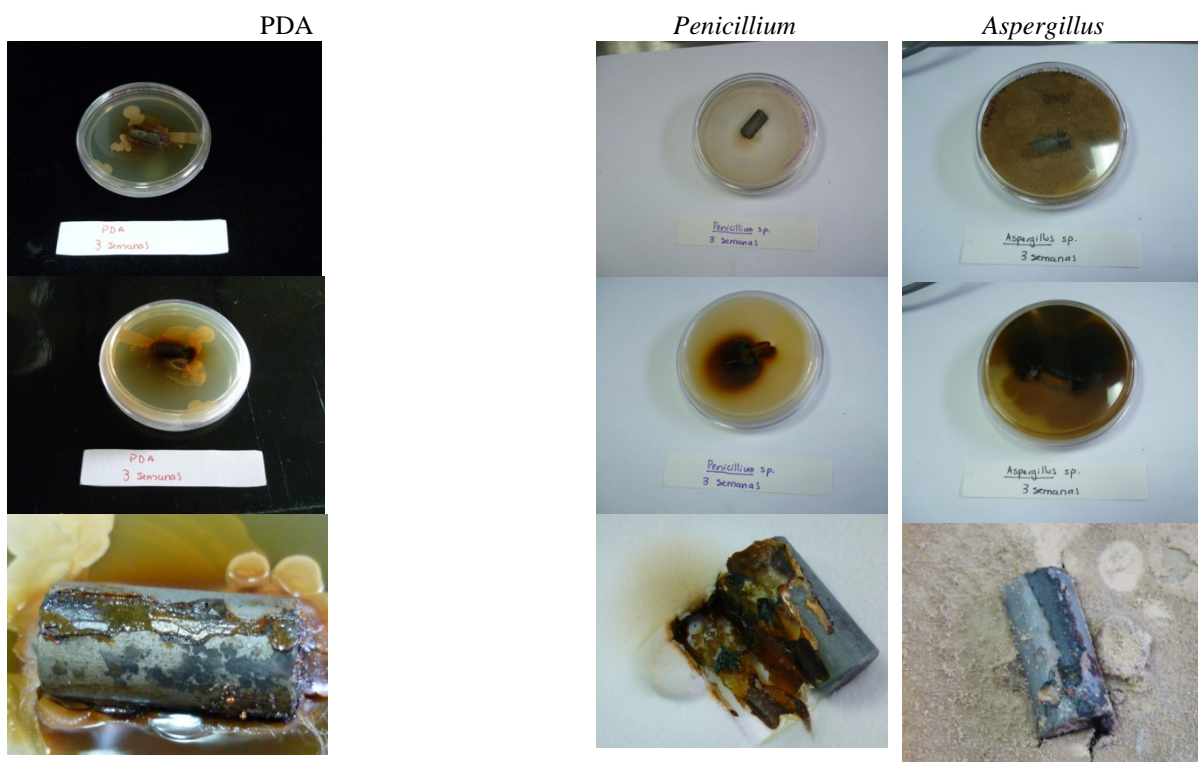 PDA
Penicillium
Aspergillus
PDA
3 semanas
Penicillium sp.
3 semanas
Aspergillus sp.
3 semanas
PDA
3 semanas
Penicillium sp.
3 semanas
Aspergillus sp.
3 semanas